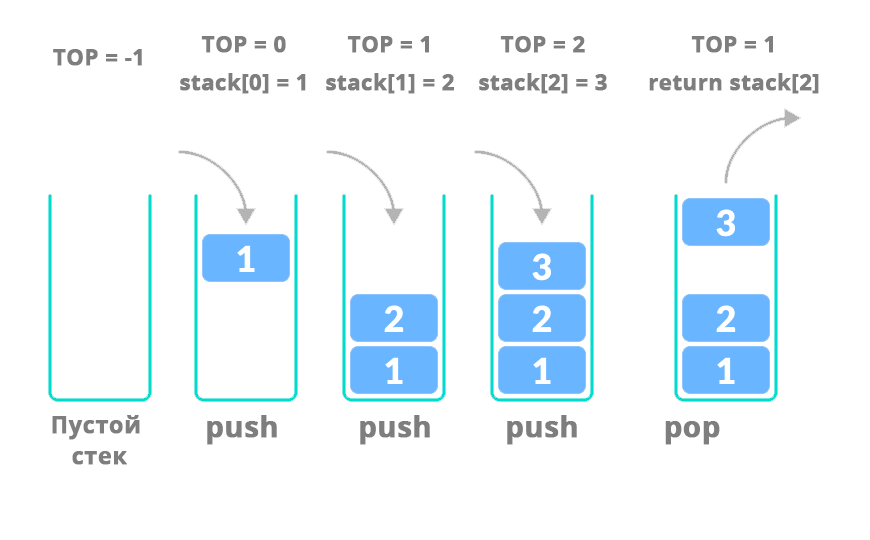 TOP = -1
TOP = 0
stack[0] = 1
TOP = 1
stack[1] = 2
TOP = 2
stack[2] = 3
TOP = 1
return stack[2]
1
2
1
3
2
1
3
2
1
Пустой
стек
push
push
push
pop